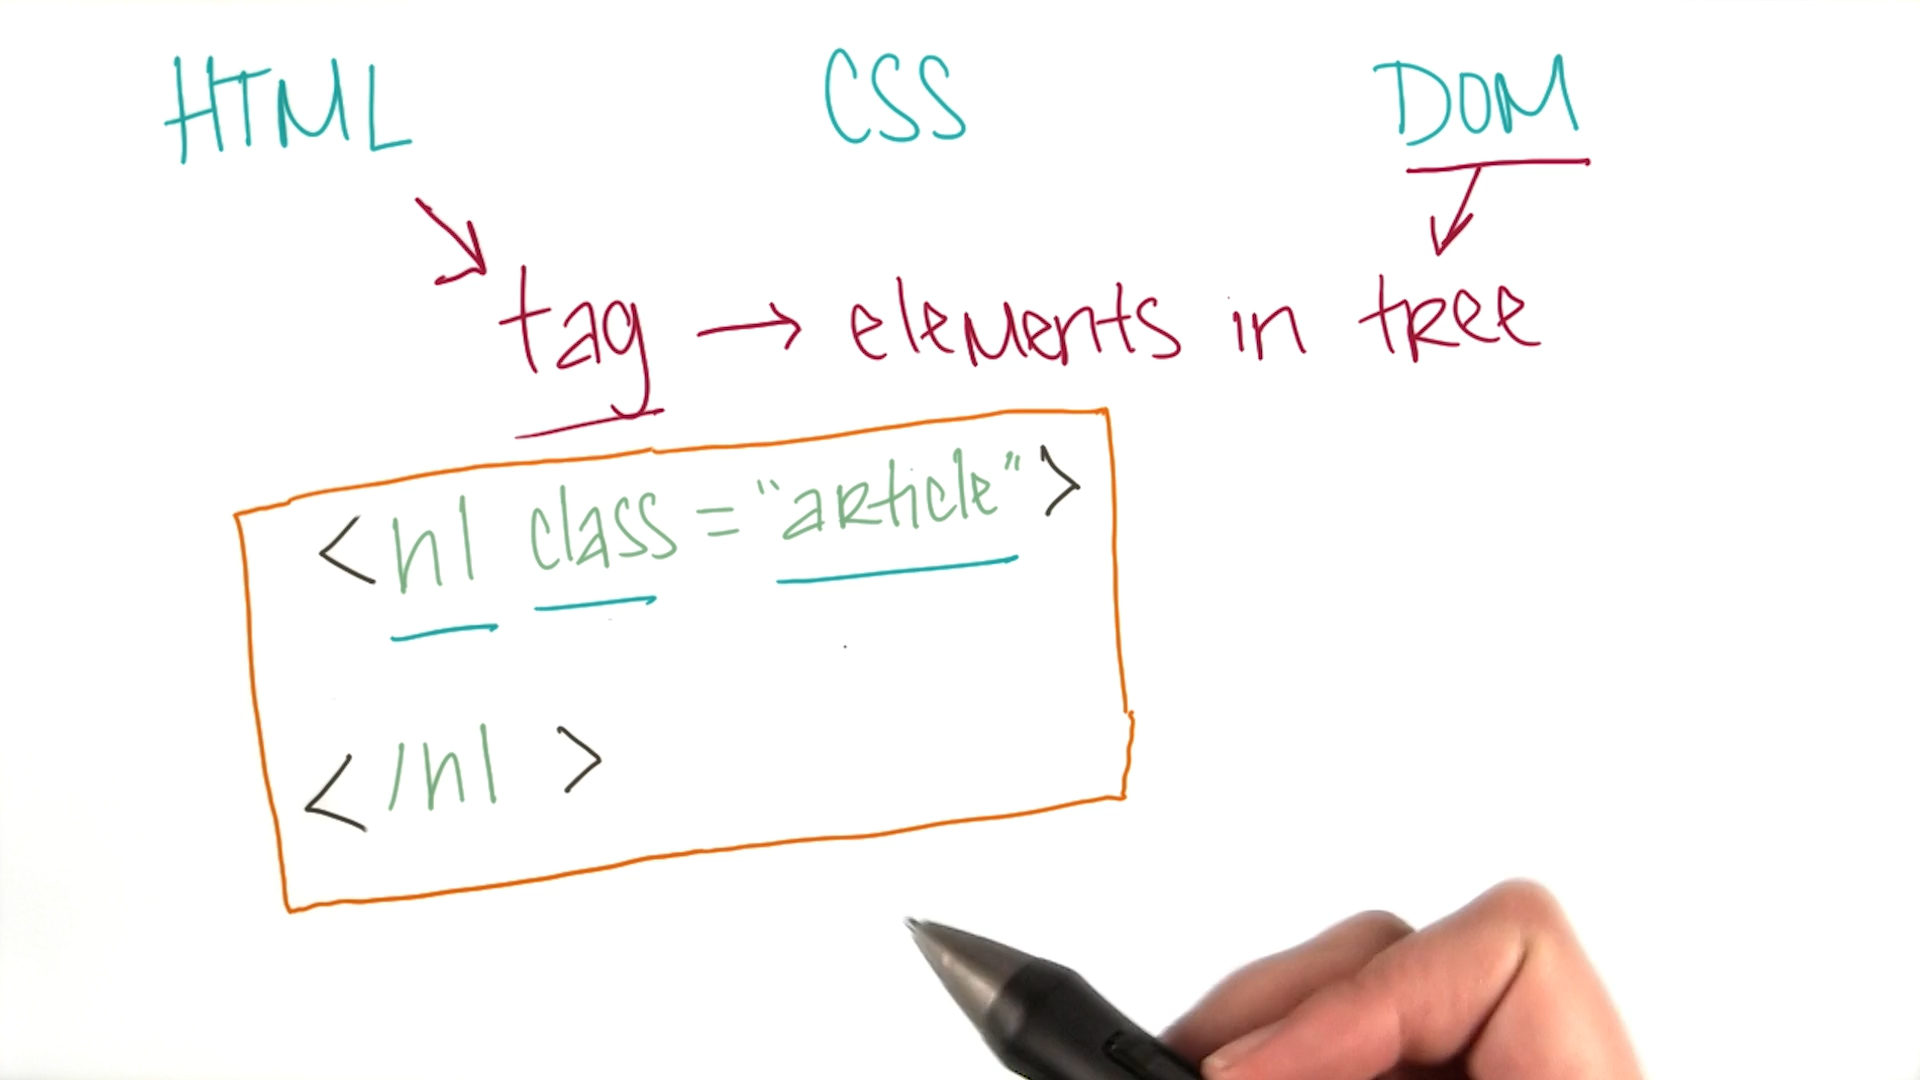 HTML CSS DOM
tag → elements in tree
<h1 class="article">
</h1 >